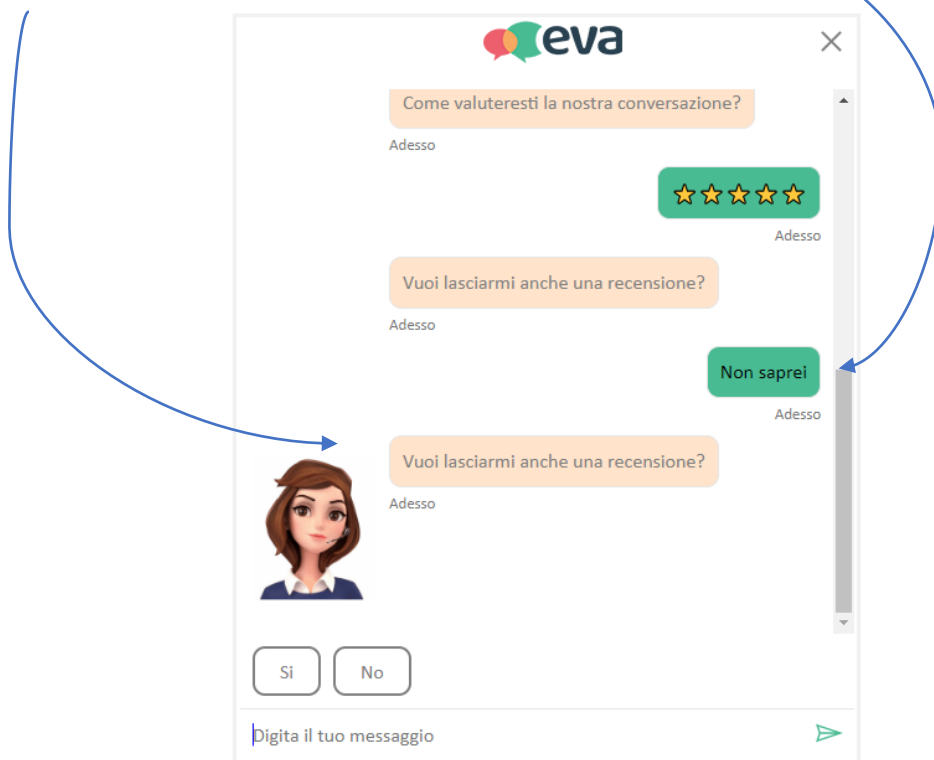 eva
Come valuteresti la nostra conversazione?
Adesso
Adesso
Vuoi lasciarmi anche una recensione?
Adesso
Non saprei
Adesso
Vuoi lasciarmi anche una recensione?
Adesso
Si No
Digita il tuo messaggio